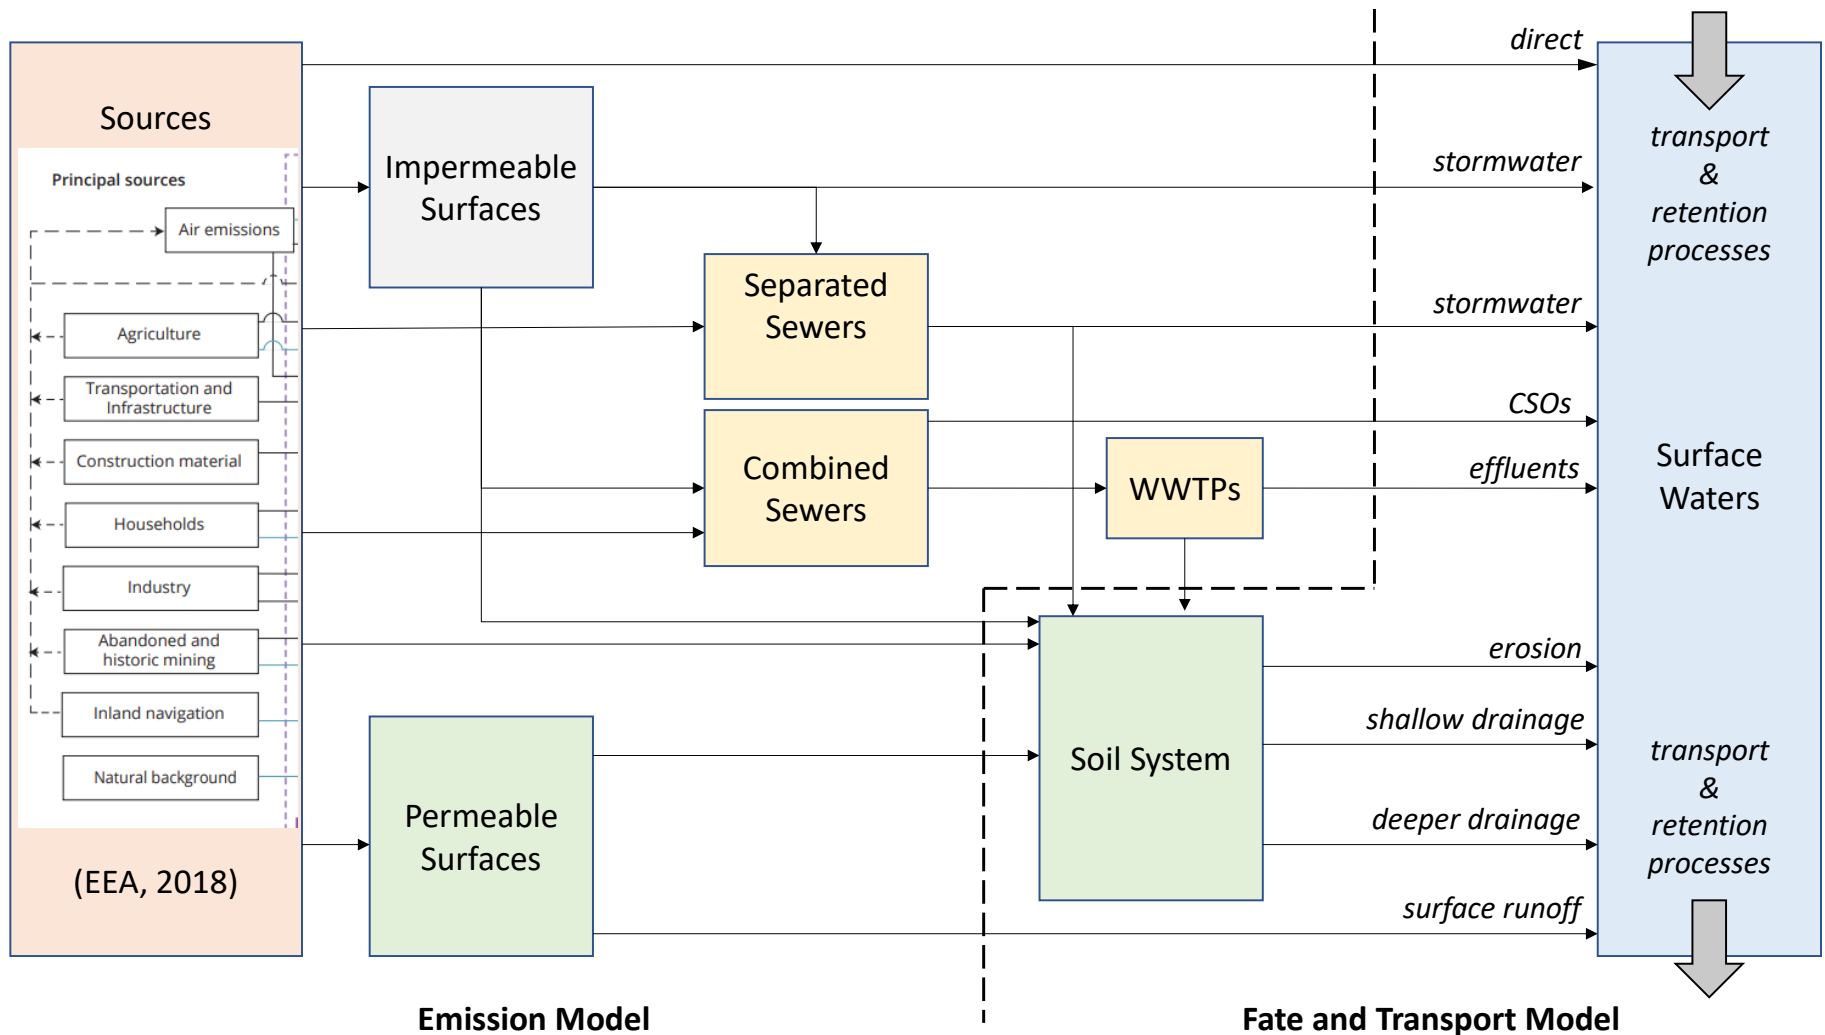 direct
Sources
Principal sources
Air emissions
Agriculture
Transportation and
Infrastructure
Construction material
Households
Industry
Abandoned and
historic mining
Inland navigation
Natural background
(EEA, 2018)
Impermeable
Surfaces
Separated
Sewers
Combined
Sewers
WWTPs
Permeable
Surfaces
Soil System
stormwater
stormwater
CSOs
effluents
erosion
shallow drainage
deeper drainage
surface runoff
transport
&
retention
processes
Surface
Waters
transport
&
retention
processes
Emission Model
Fate and Transport Model